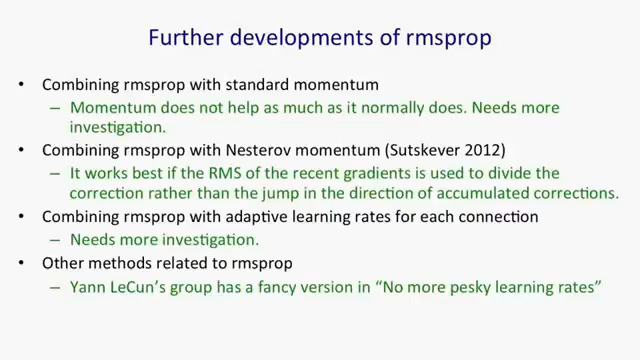 Further developments of rmsprop
• Combining rmsprop with standard momentum
– Momentum does not help as much as it normally does. Needs more
investigation.
• Combining rmsprop with Nesterov momentum (Sutskever 2012)
– It works best if the RMS of the recent gradients is used to divide the
correction rather than the jump in the direction of accumulated corrections.
• Combining rmsprop with adaptive learning rates for each connection
– Needs more investigation.
• Other methods related to rmsprop
– Yann LeCun’s group has a fancy version in “No more pesky learning rates”